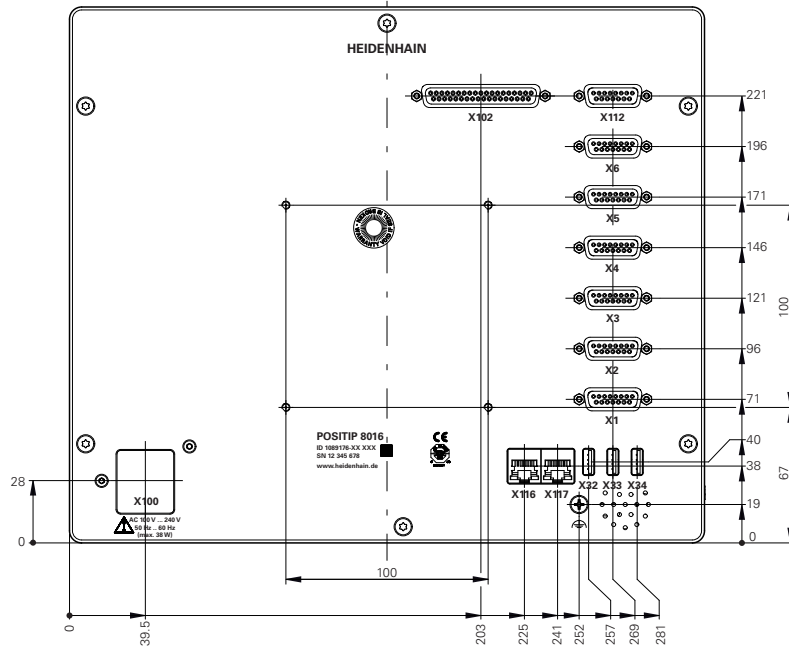 HEIDENHAIN
X102
X112
221
X6
196
X5
171
X4
146
X3
121
100
X2
96
X1
71
POSITIP 8016
ID 1089176-XX XXX
SN 12 345 678
www.heidenhain.de
CE
40
38
67
28
X100
X116
X117
X32
X33
X34
19
AC 100 V ... 240 V
50 Hz ... 60 Hz
(max. 38 W)
0
0
100
0
39.5
203
225
241
252
257
269
281